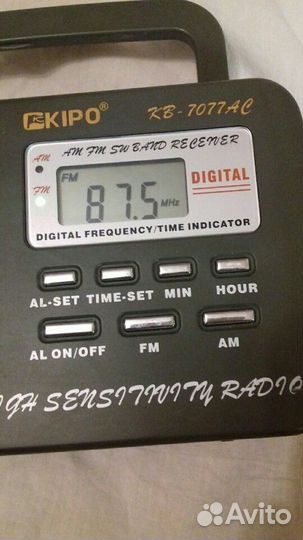 KIPO® KB-7077AC
AM FM SW BAND RECEIVER
AM
FM
FM
87.5 MHz
DIGITAL
DIGITAL FREQUENCY/TIME INDICATOR
AL-SET TIME-SET MIN HOUR
AL ON/OFF FM AM
IGH SENSITIVITY RADIO
Avito